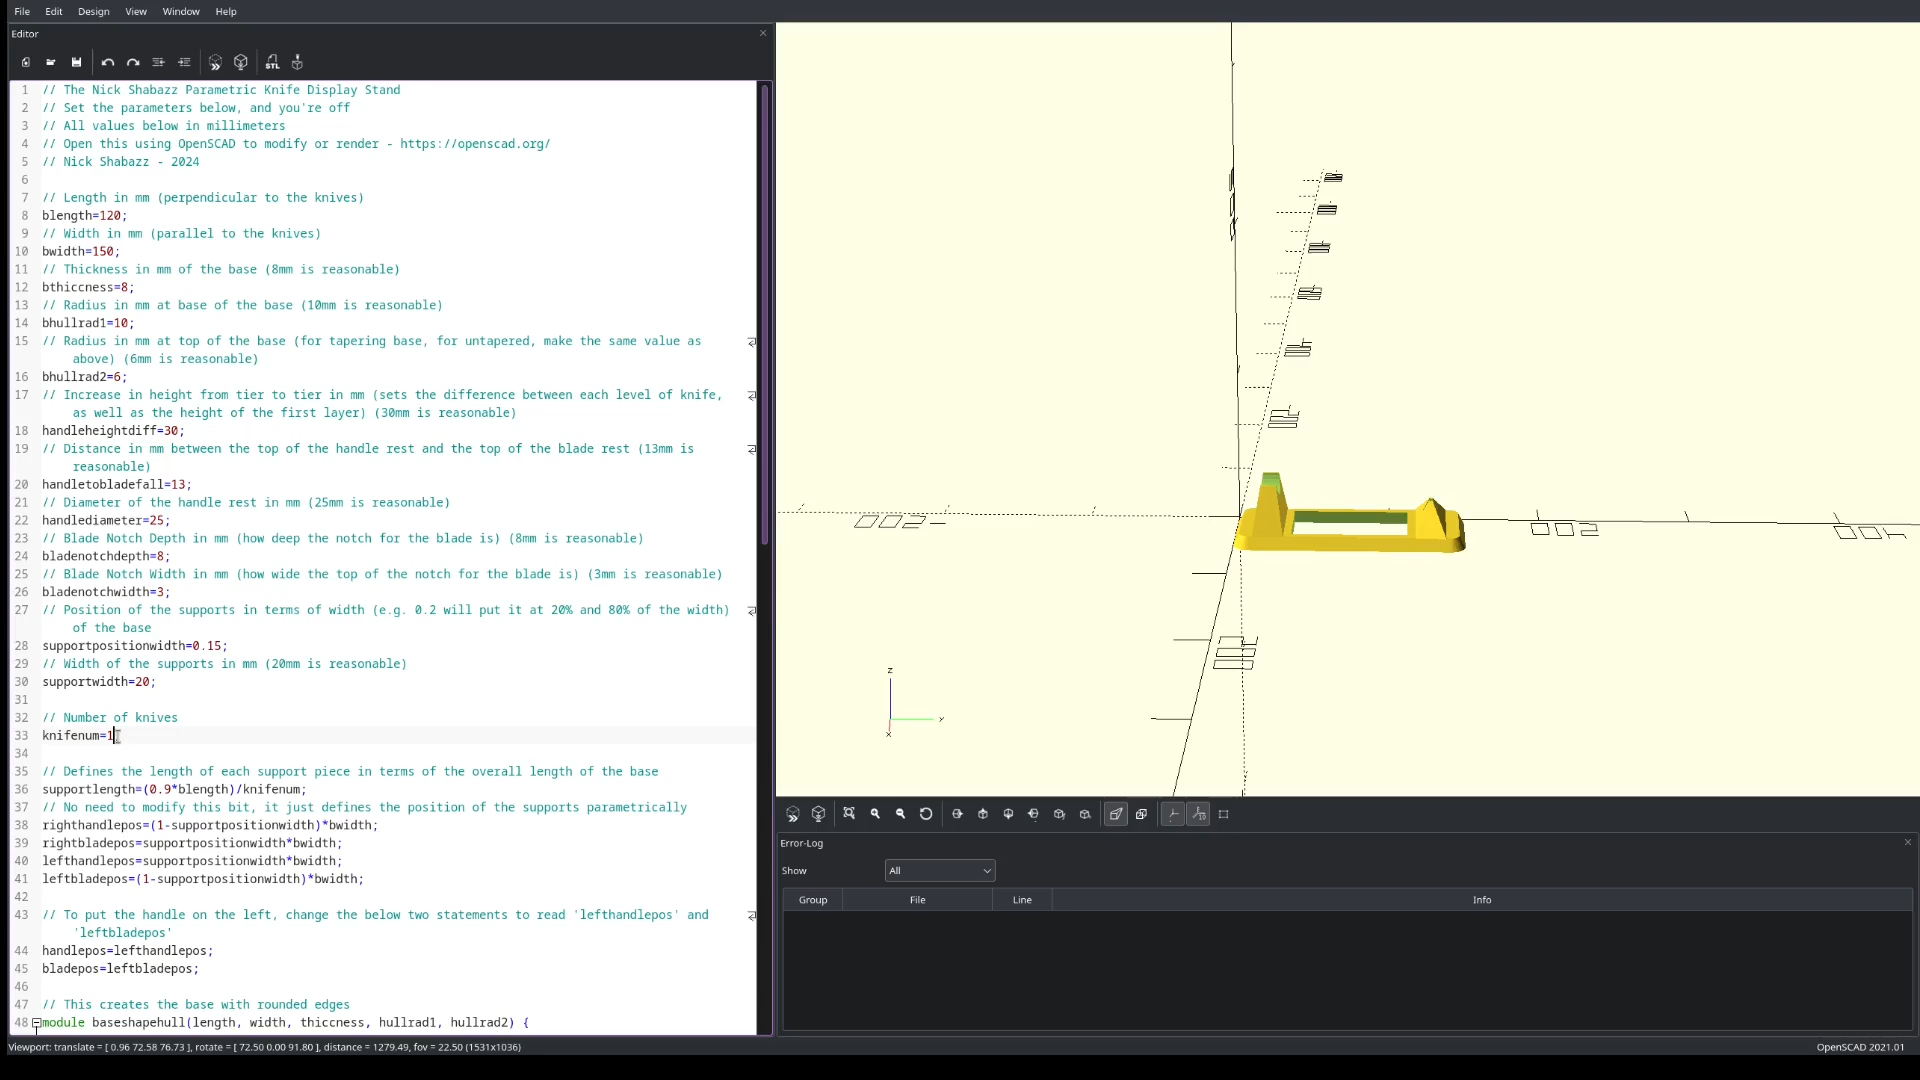 File Edit Design View Window Help
Editor
STL
1 // The Nick Shabazz Parametric Knife Display Stand
2 // Set the parameters below, and you're off
3 // All values below in millimeters
4 // Open this using OpenSCAD to modify or render - https://openscad.org/
5 // Nick Shabazz - 2024
6
7 // Length in mm (perpendicular to the knives)
8 blength=120;
9 // Width in mm (parallel to the knives)
10 bwidth=150;
11 // Thickness in mm of the base (8mm is reasonable)
12 bthiccness=8;
13 // Radius in mm at base of the base (10mm is reasonable)
14 bhullrad1=10;
15 // Radius in mm at top of the base (for tapering base, for untapered, make the same value as
above) (6mm is reasonable)
16 bhullrad2=6;
17 // Increase in height from tier to tier in mm (sets the difference between each level of knife,
as well as the height of the first layer) (30mm is reasonable)
18 handleheightdiff=30;
19 // Distance in mm between the top of the handle rest and the top of the blade rest (13mm is
reasonable)
20 handletobladefall=13;
21 // Diameter of the handle rest in mm (25mm is reasonable)
22 handlediameter=25;
23 // Blade Notch Depth in mm (how deep the notch for the blade is) (8mm is reasonable)
24 bladenotchdepth=8;
25 // Blade Notch Width in mm (how wide the top of the notch for the blade is) (3mm is reasonable)
26 bladenotchwidth=3;
27 // Position of the supports in terms of width (e.g. 0.2 will put it at 20% and 80% of the width)
of the base
28 supportpositionwidth=0.15;
29 // Width of the supports in mm (20mm is reasonable)
30 supportwidth=20;
31
32 // Number of knives
33 knifenum=1
34
35 // Defines the length of each support piece in terms of the overall length of the base
36 supportlength=(0.9*blength)/knifenum;
37 // No need to modify this bit, it just defines the position of the supports parametrically
38 righthandlepos=(1-supportpositionwidth)*bwidth;
39 rightbladepos=supportpositionwidth*bwidth;
40 lefthandlepos=supportpositionwidth*bwidth;
41 leftbladepos=(1-supportpositionwidth)*bwidth;
42
43 // To put the handle on the left, change the below two statements to read 'lefthandlepos' and
'leftbladepos'
44 handlepos=lefthandlepos;
45 bladepos=leftbladepos;
46
47 // This creates the base with rounded edges
48 module baseshapehull(length, width, thiccness, hullrad1, hullrad2) {
z
y
x
Error-Log
Show All
Group File Line Info
Viewport: translate = [ 0.96 72.58 76.73 ], rotate = [ 72.50 0.00 91.80 ], distance = 1279.49, fov = 22.50 (1531x1036)
OpenSCAD 2021.01